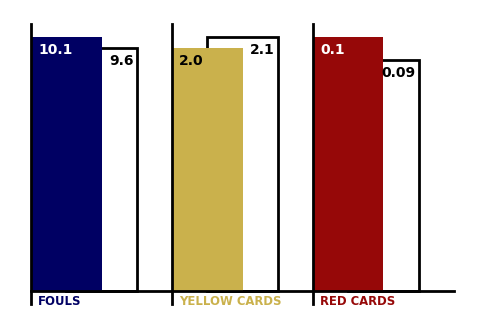 10.1
9.6
2.0
2.1
0.1
0.09
FOULS
YELLOW CARDS
RED CARDS